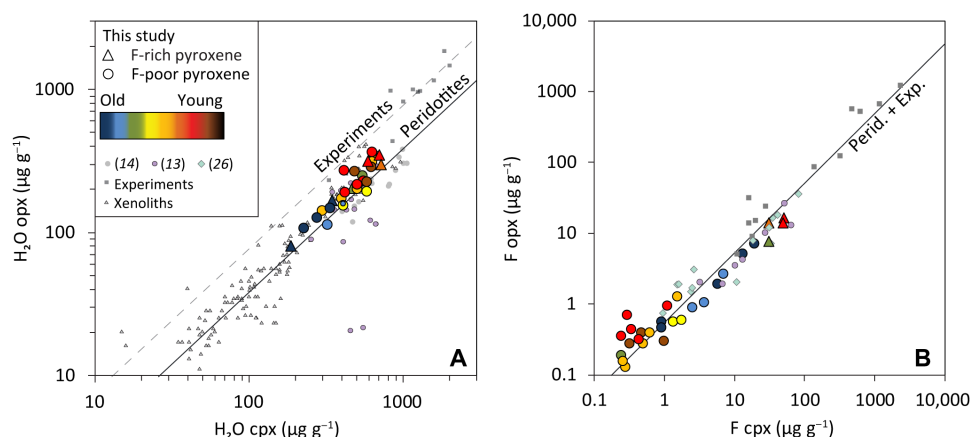 This study
F-rich pyroxene
F-poor pyroxene
Old Young
(14) (13) (26)
Experiments
Xenoliths
Experiments
Peridotites
A
1000
100
10
10 100 1000
H₂O opx (µg g⁻¹)
H₂O cpx (µg g⁻¹)
10,000
1000
100
10
1
0.1
0.1 1 10 100 1000 10,000
F opx (µg g⁻¹)
F cpx (µg g⁻¹)
Perid. + Exp.
B